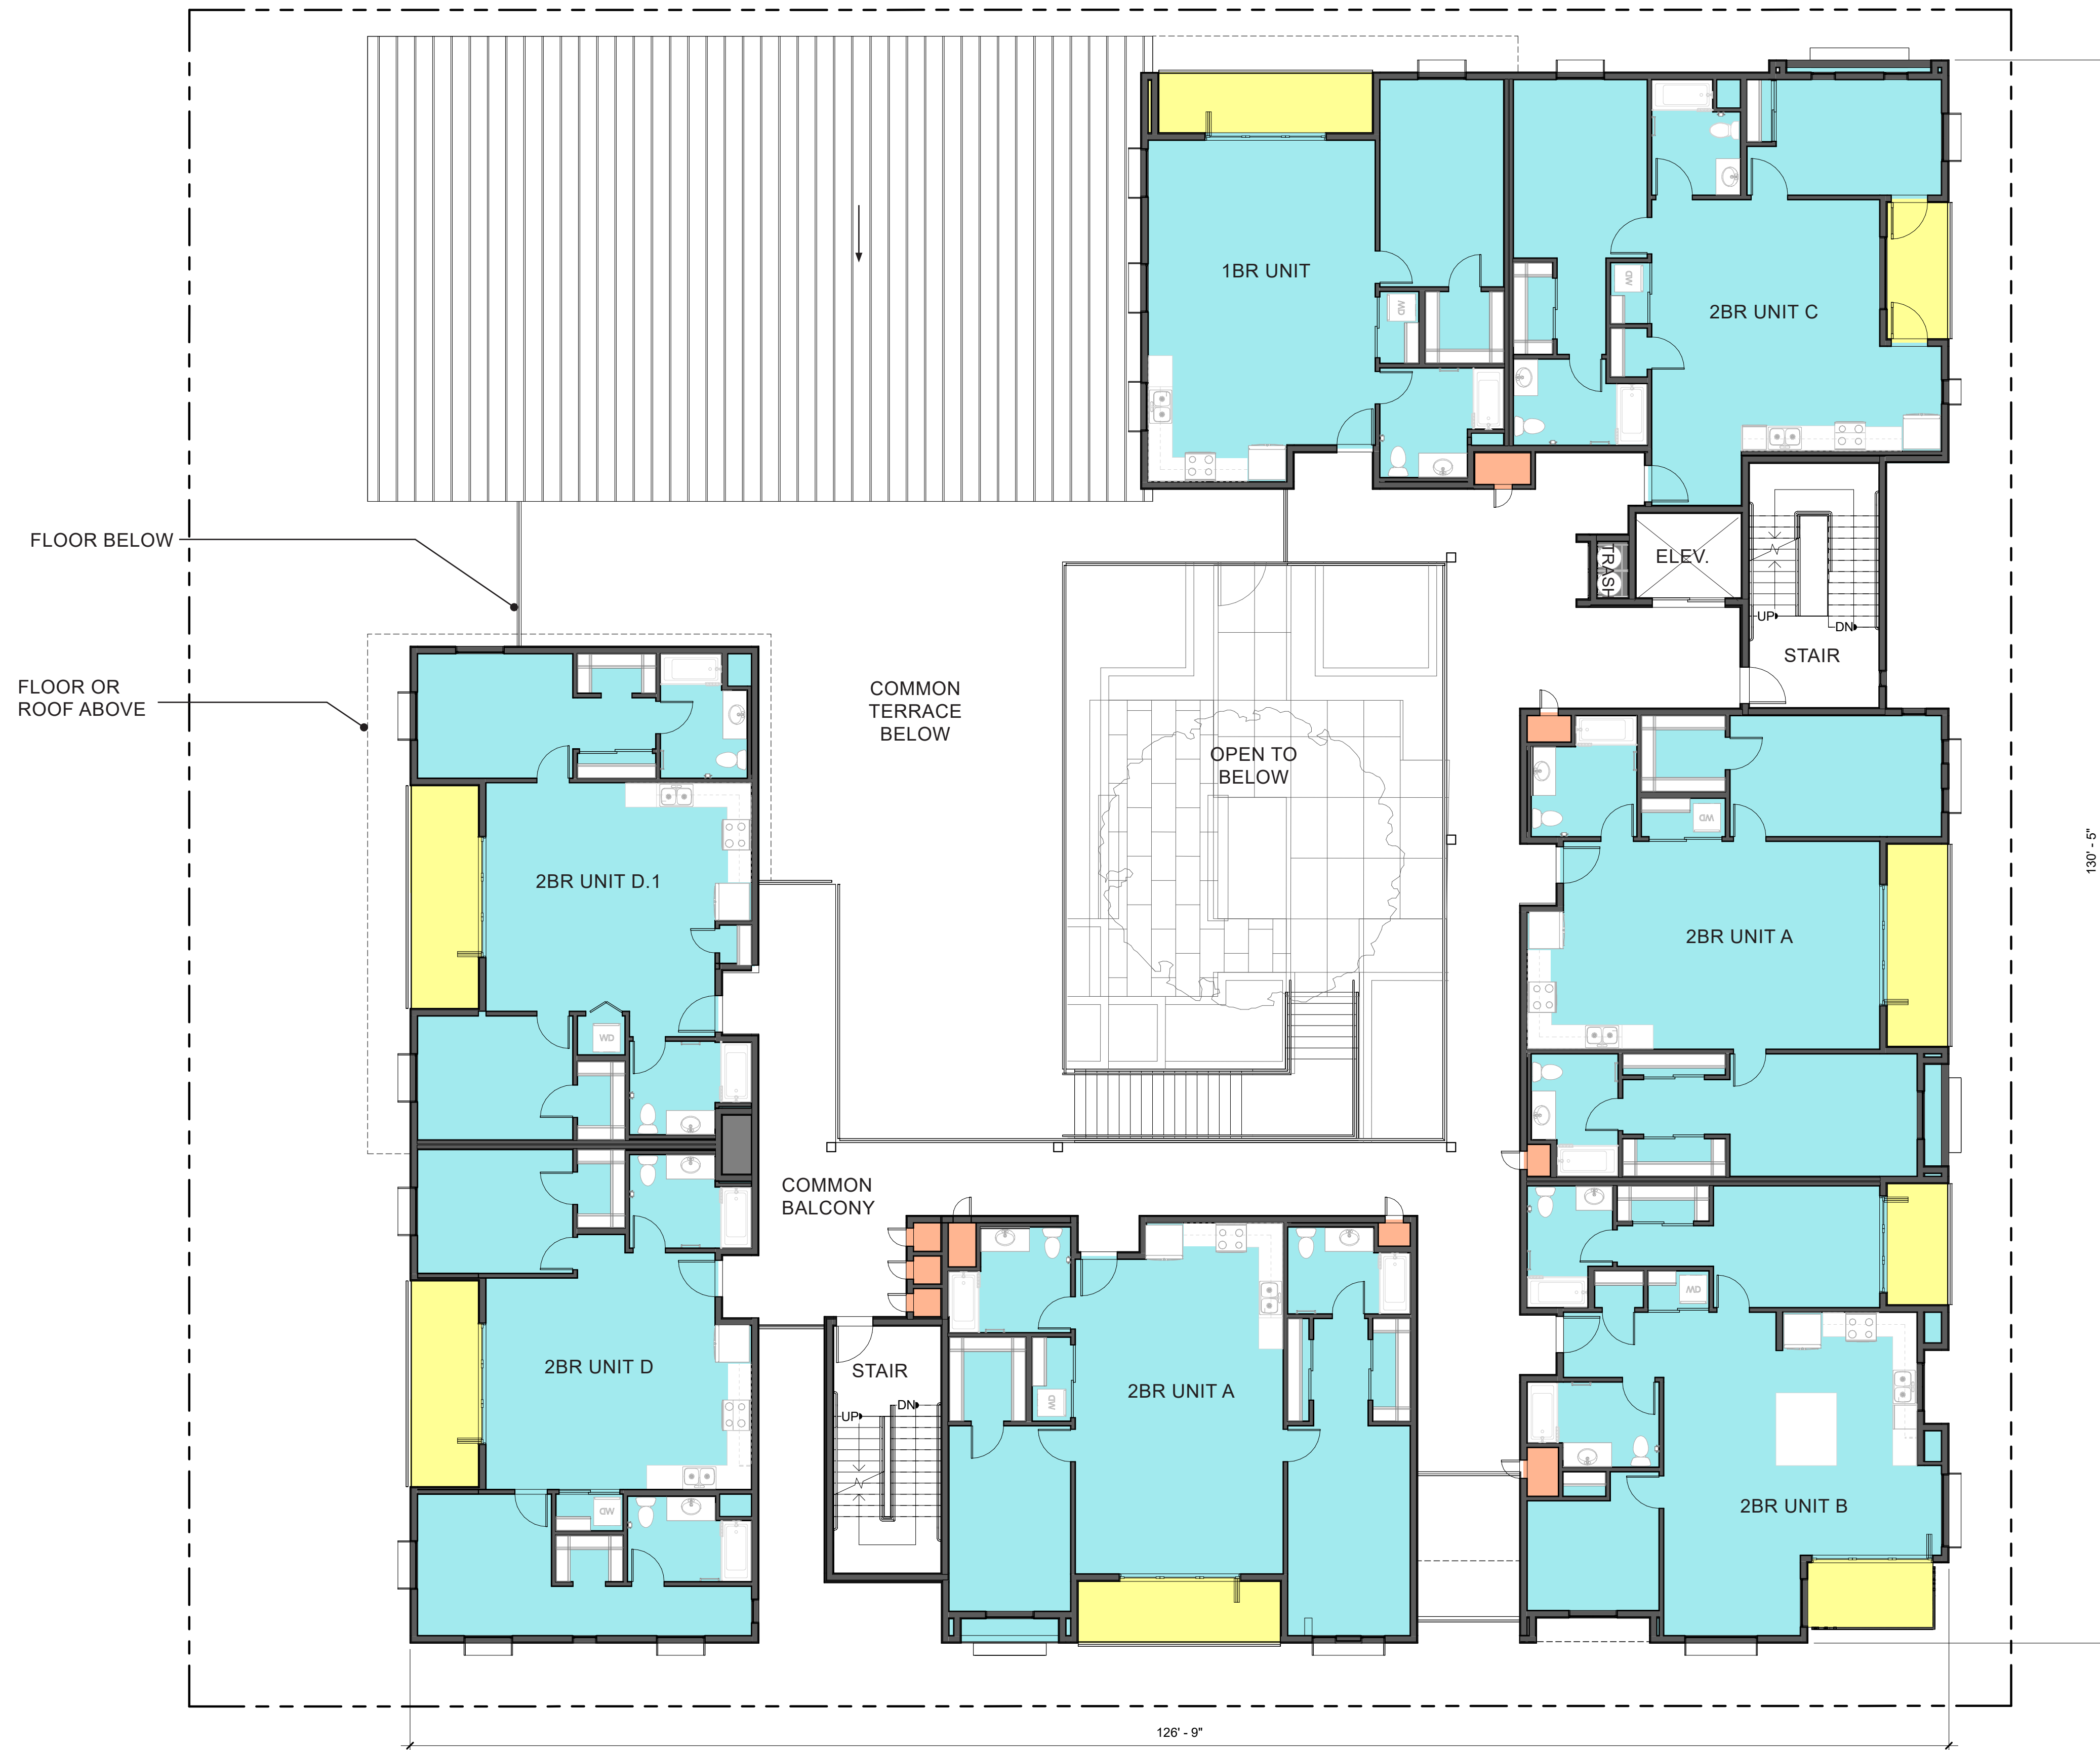 1BR UNIT
WD
WD
2BR UNIT C
FLOOR BELOW
TRASH
ELEV.
UP
DN
STAIR
FLOOR OR
ROOF ABOVE
COMMON
TERRACE
BELOW
OPEN TO
BELOW
WD
130' - 5"
2BR UNIT D.1
2BR UNIT A
WD
COMMON
BALCONY
WD
2BR UNIT D
STAIR
UP
DN
WD
2BR UNIT A
2BR UNIT B
WD
126' - 9"